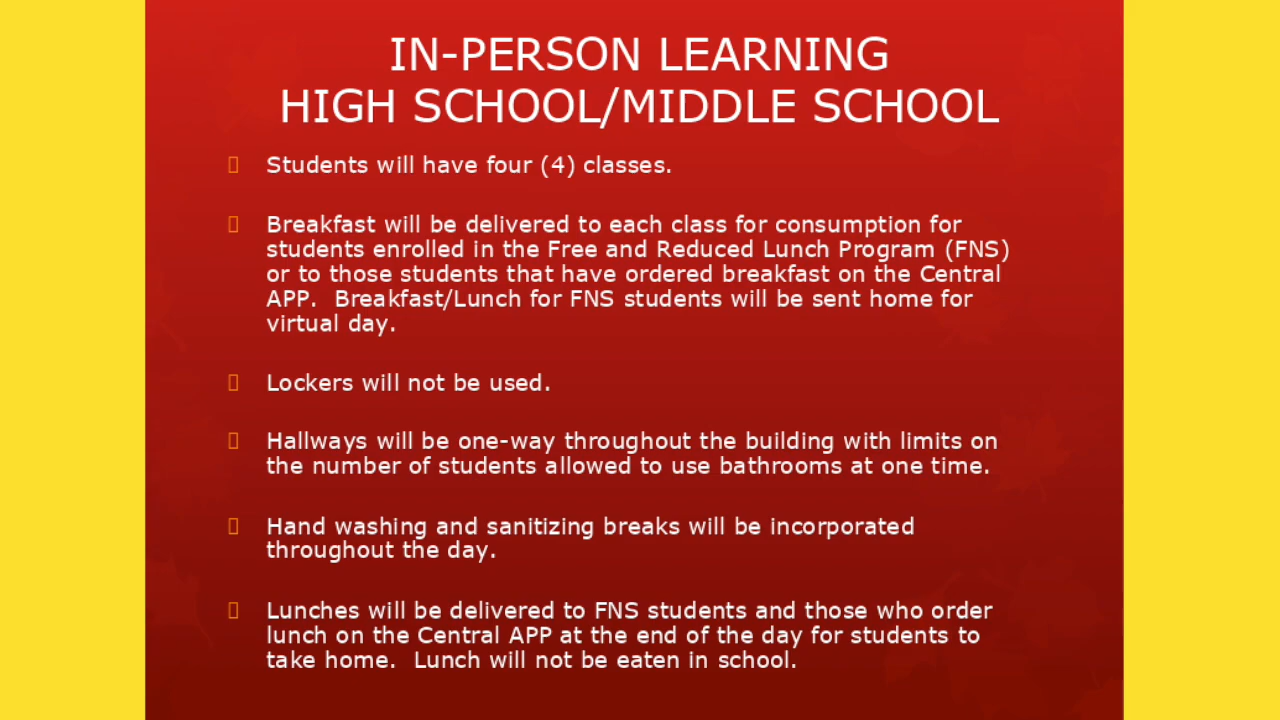 IN-PERSON LEARNING
HIGH SCHOOL/MIDDLE SCHOOL
Students will have four (4) classes.
Breakfast will be delivered to each class for consumption for
students enrolled in the Free and Reduced Lunch Program (FNS)
or to those students that have ordered breakfast on the Central
APP.  Breakfast/Lunch for FNS students will be sent home for
virtual day.
Lockers will not be used.
Hallways will be one-way throughout the building with limits on
the number of students allowed to use bathrooms at one time.
Hand washing and sanitizing breaks will be incorporated
throughout the day.
Lunches will be delivered to FNS students and those who order
lunch on the Central APP at the end of the day for students to
take home.  Lunch will not be eaten in school.